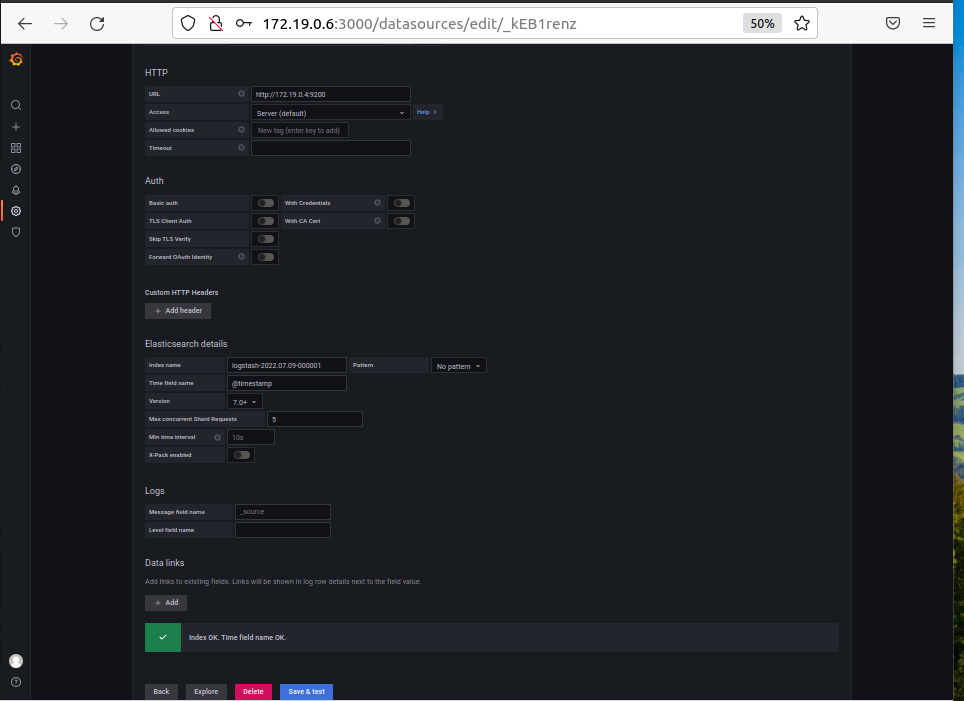 172.19.0.6:3000/datasources/edit/_kEB1renz 50%
HTTP
URL http://172.19.0.4:9200
Access Server (default) Help
Allowed cookies New tag (enter key to add)
Timeout
Auth
Basic auth With Credentials
TLS Client Auth With CA Cert
Skip TLS Verify
Forward OAuth Identity
Custom HTTP Headers
+ Add header
Elasticsearch details
Index name logstash-2022.07.09-000001 Pattern No pattern
Time field name @timestamp
Version 7.0+
Max concurrent Shard Requests 5
Min time interval 10s
X-Pack enabled
Logs
Message field name _source
Level field name
Data links
Add links to existing fields. Links will be shown in log row details next to the field value.
+ Add
Index OK. Time field name OK.
Back Explore Delete Save & test